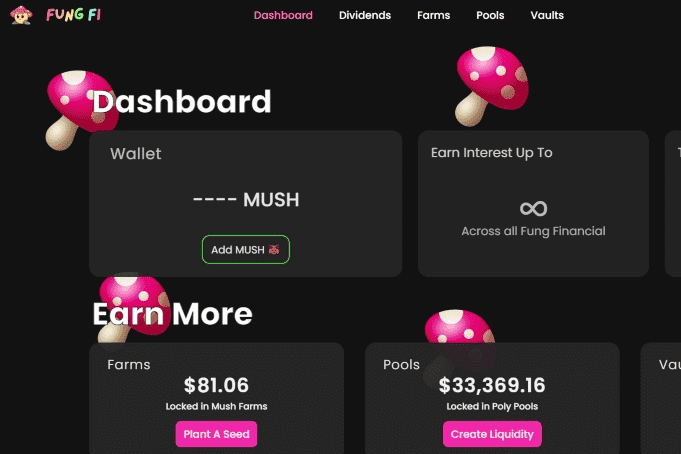 FUNG FI
Dashboard Dividends Farms Pools Vaults
Dashboard
Wallet
---- MUSH
Add MUSH
Earn Interest Up To
∞
Across all Fung Financial
Earn More
Farms
$81.06
Locked in Mush Farms
Plant A Seed
Pools
$33,369.16
Locked in Poly Pools
Create Liquidity